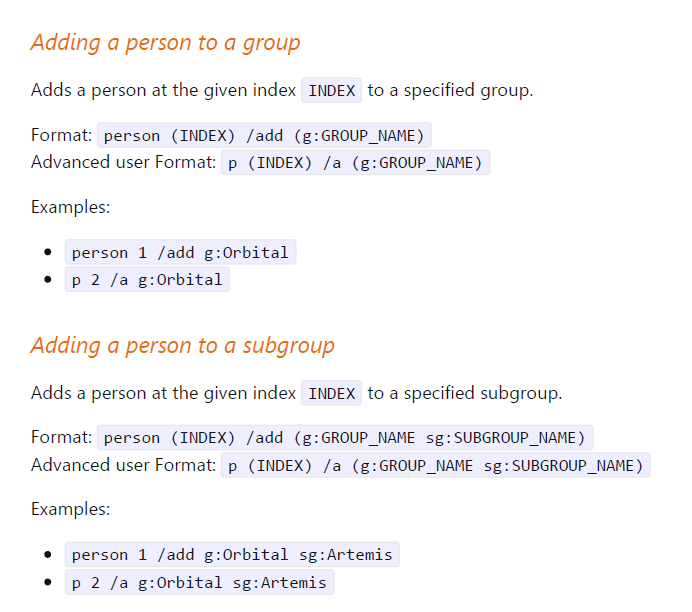 Adding a person to a group
Adds a person at the given index INDEX to a specified group.
Format: person (INDEX) /add (g:GROUP_NAME)
Advanced user Format: p (INDEX) /a (g:GROUP_NAME)
Examples:
• person 1 /add g:Orbital
• p 2 /a g:Orbital
Adding a person to a subgroup
Adds a person at the given index INDEX to a specified subgroup.
Format: person (INDEX) /add (g:GROUP_NAME sg:SUBGROUP_NAME)
Advanced user Format: p (INDEX) /a (g:GROUP_NAME sg:SUBGROUP_NAME)
Examples:
• person 1 /add g:Orbital sg:Artemis
• p 2 /a g:Orbital sg:Artemis